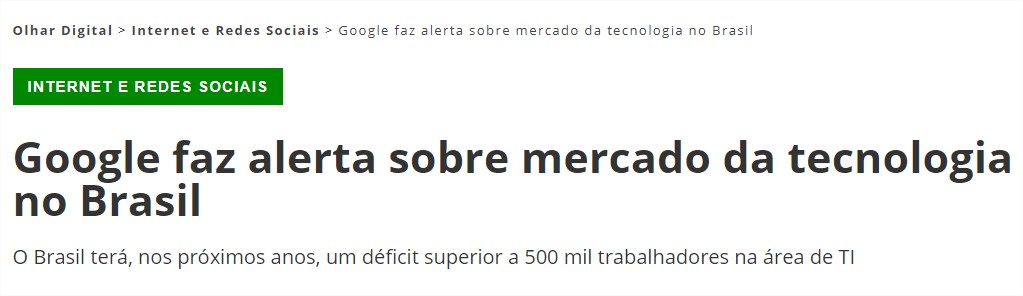 Olhar Digital > Internet e Redes Sociais > Google faz alerta sobre mercado da tecnologia no Brasil
INTERNET E REDES SOCIAIS
Google faz alerta sobre mercado da tecnologia
no Brasil
O Brasil terá, nos próximos anos, um déficit superior a 500 mil trabalhadores na área de TI